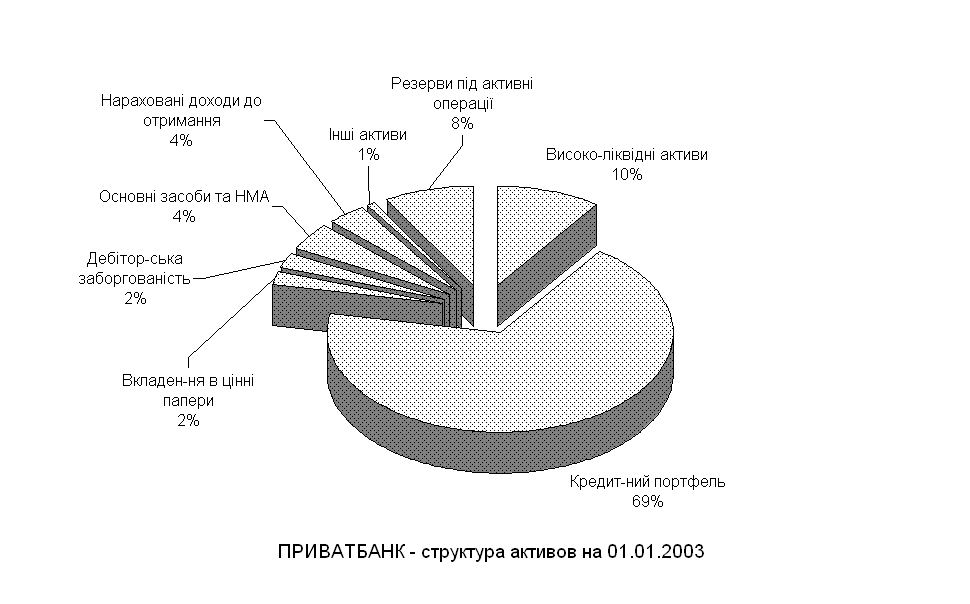 Резерви під активні
операції
8%
Нараховані доходи до
отримання
4%
Інші активи
1%
Високо-ліквідні активи
10%
Основні засоби та НМА
4%
Дебітор-ська
заборгованість
2%
Вкладен-ня в цінні
папери
2%
Кредит-ний портфель
69%
ПРИВАТБАНК - структура активов на 01.01.2003